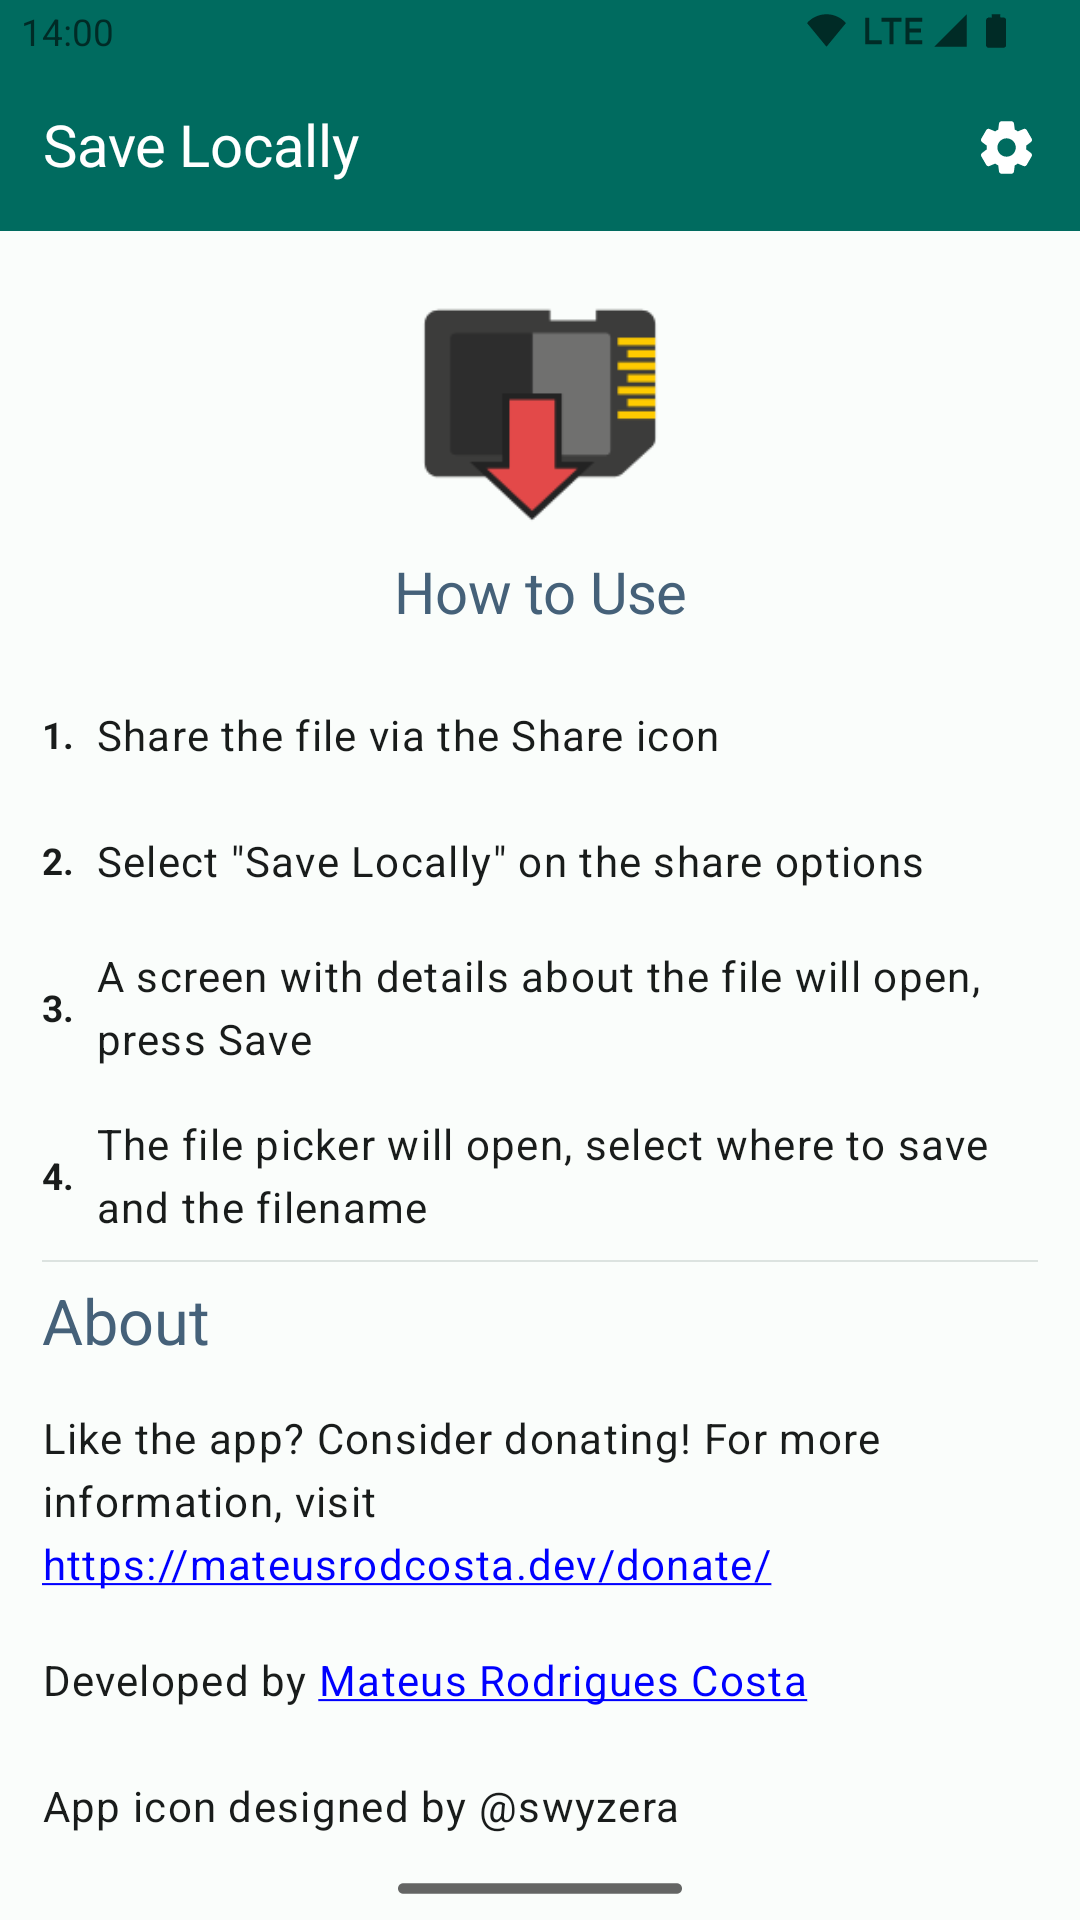 14:00
LTE
Save Locally
How to Use
1. Share the file via the Share icon
2. Select "Save Locally" on the share options
3. A screen with details about the file will open,
press Save
4. The file picker will open, select where to save
and the filename
About
Like the app? Consider donating! For more
information, visit
https://mateusrodcosta.dev/donate/
Developed by Mateus Rodrigues Costa
App icon designed by @swyzera